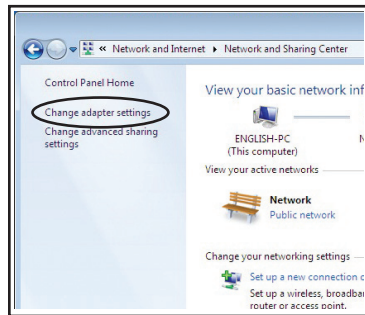 « Network and Internet ▸ Network and Sharing Center
Control Panel Home
Change adapter settings
Change advanced sharing
settings
View your basic network inf
ENGLISH-PC
(This computer)
N
View your active networks
Network
Public network
Change your networking settings
Set up a new connection o
Set up a wireless, broadba
router or access point.